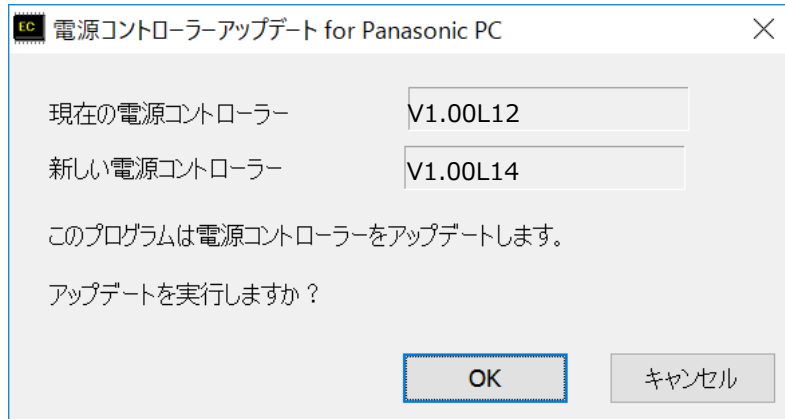 EC 電源コントローラーアップデート for Panasonic PC
現在の電源コントローラー V1.00L12
新しい電源コントローラー V1.00L14
このプログラムは電源コントローラーをアップデートします。
アップデートを実行しますか？
OK キャンセル